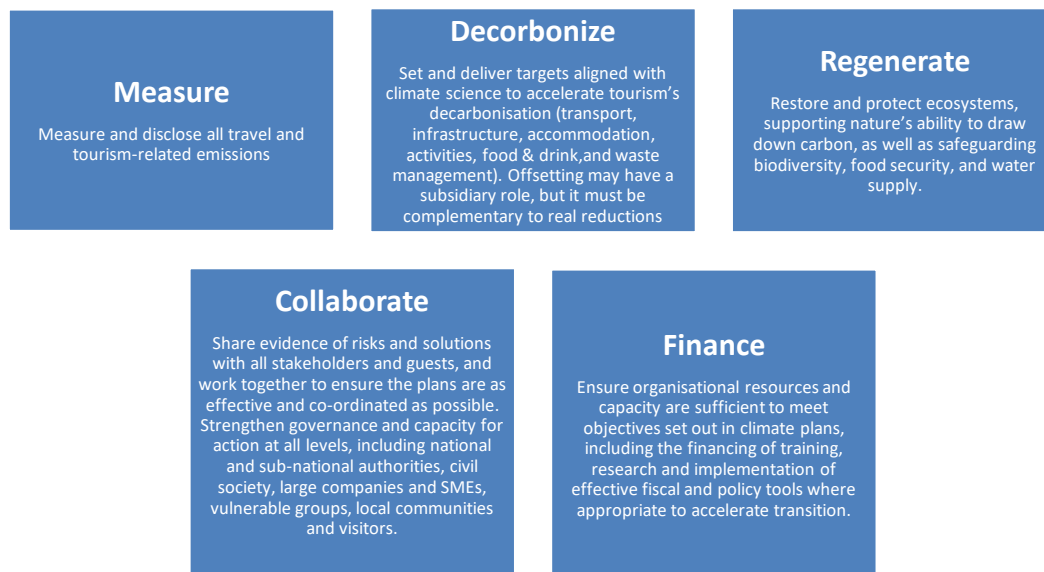 Measure
Measure and disclose all travel and
tourism-related emissions
Decorbonize
Set and deliver targets aligned with
climate science to accelerate tourism's
decarbonisation (transport,
infrastructure, accommodation,
activities, food & drink,and waste
management). Offsetting may have a
subsidiary role, but it must be
complementary to real reductions
Regenerate
Restore and protect ecosystems,
supporting nature's ability to draw
down carbon, as well as safeguarding
biodiversity, food security, and water
supply.
Collaborate
Share evidence of risks and solutions
with all stakeholders and guests, and
work together to ensure the plans are as
effective and co-ordinated as possible.
Strengthen governance and capacity for
action at all levels, including national
and sub-national authorities, civil
society, large companies and SMEs,
vulnerable groups, local communities
and visitors.
Finance
Ensure organisational resources and
capacity are sufficient to meet
objectives set out in climate plans,
including the financing of training,
research and implementation of
effective fiscal and policy tools where
appropriate to accelerate transition.